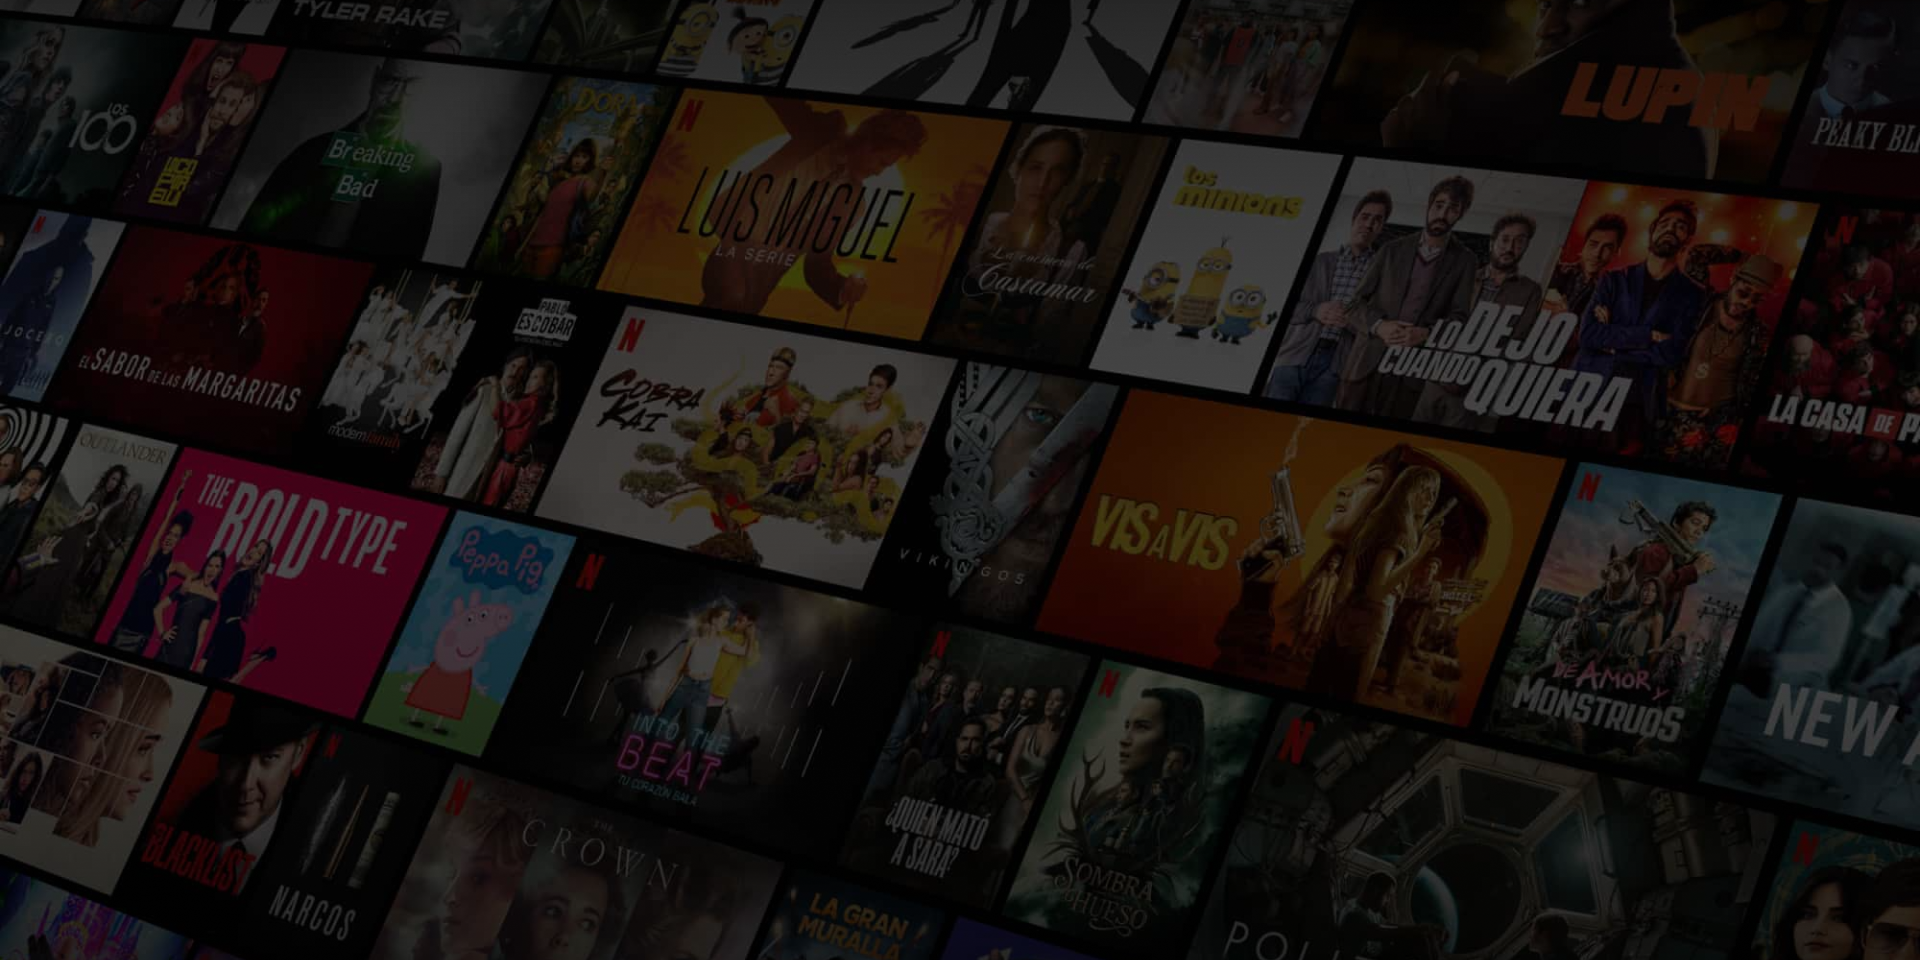 TYLER RAKE
LUPIN
LOS
100
Breaking
Bad
DORA
LUIS MIGUEL
LA SERIE
La cocinera de
Castamar
los
minions
LO DEJO
CUANDO QUIERA
PEAKY BL
LA CASA DE P
EL SABOR DE LAS MARGARITAS
modern family
PABLO
ESCOBAR
COBRA
KAI
VIKINGOS
VIS A VIS
DE AMOR Y
MONSTRUOS
NEW
OUTLANDER
THE
BOLD TYPE
Peppa Pig
INTO THE
BEAT
TU CORAZÓN BAILA
¿QUIÉN MATÓ
A SARA?
SOMBRA
Y HUESO
BLACKLIST
NARCOS
THE
CROWN
LA GRAN
MURALLA